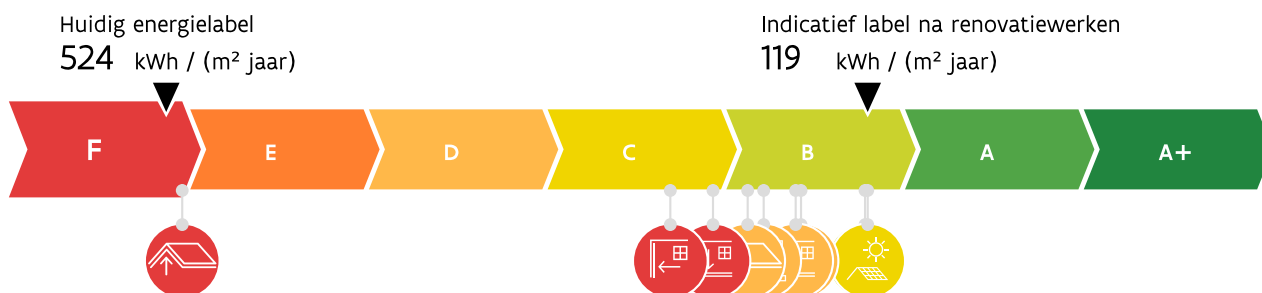 Huidig energielabel
524 kWh / (m² jaar)
Indicatief label na renovatiewerken
119 kWh / (m² jaar)
F E D C B A A+